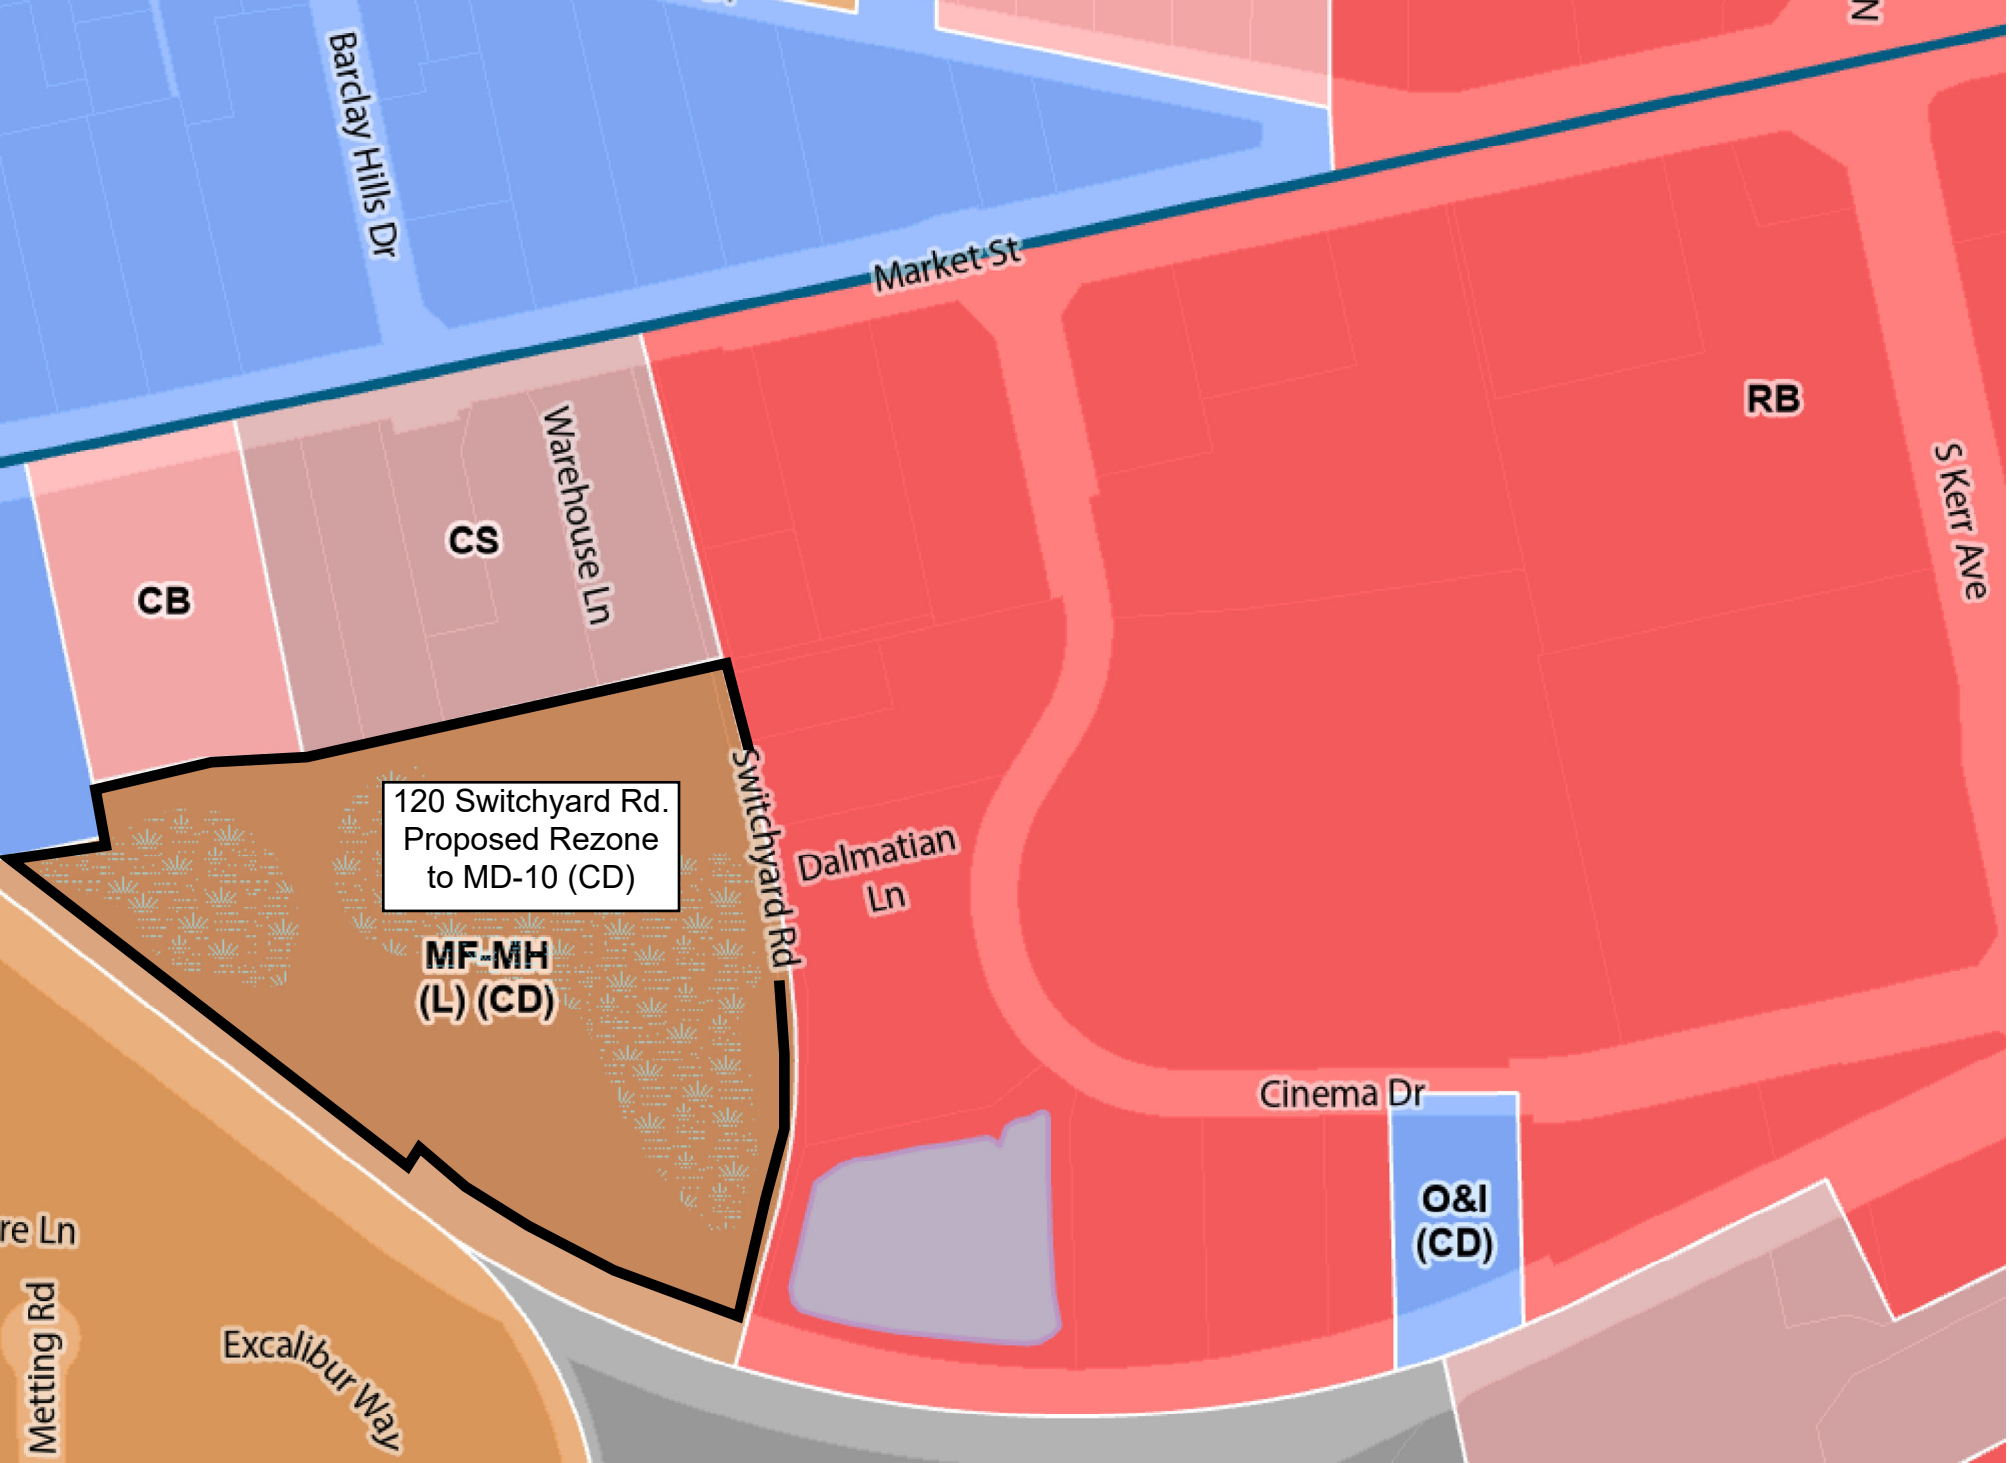 N
Barclay Hills Dr
Market St
RB
Warehouse Ln
CS
S Kerr Ave
CB
120 Switchyard Rd.
Proposed Rezone
to MD-10 (CD)
Switchyard Rd
Dalmatian
Ln
MF-MH
(L) (CD)
Cinema Dr
O&I
(CD)
re Ln
Metting Rd
Excalibur Way